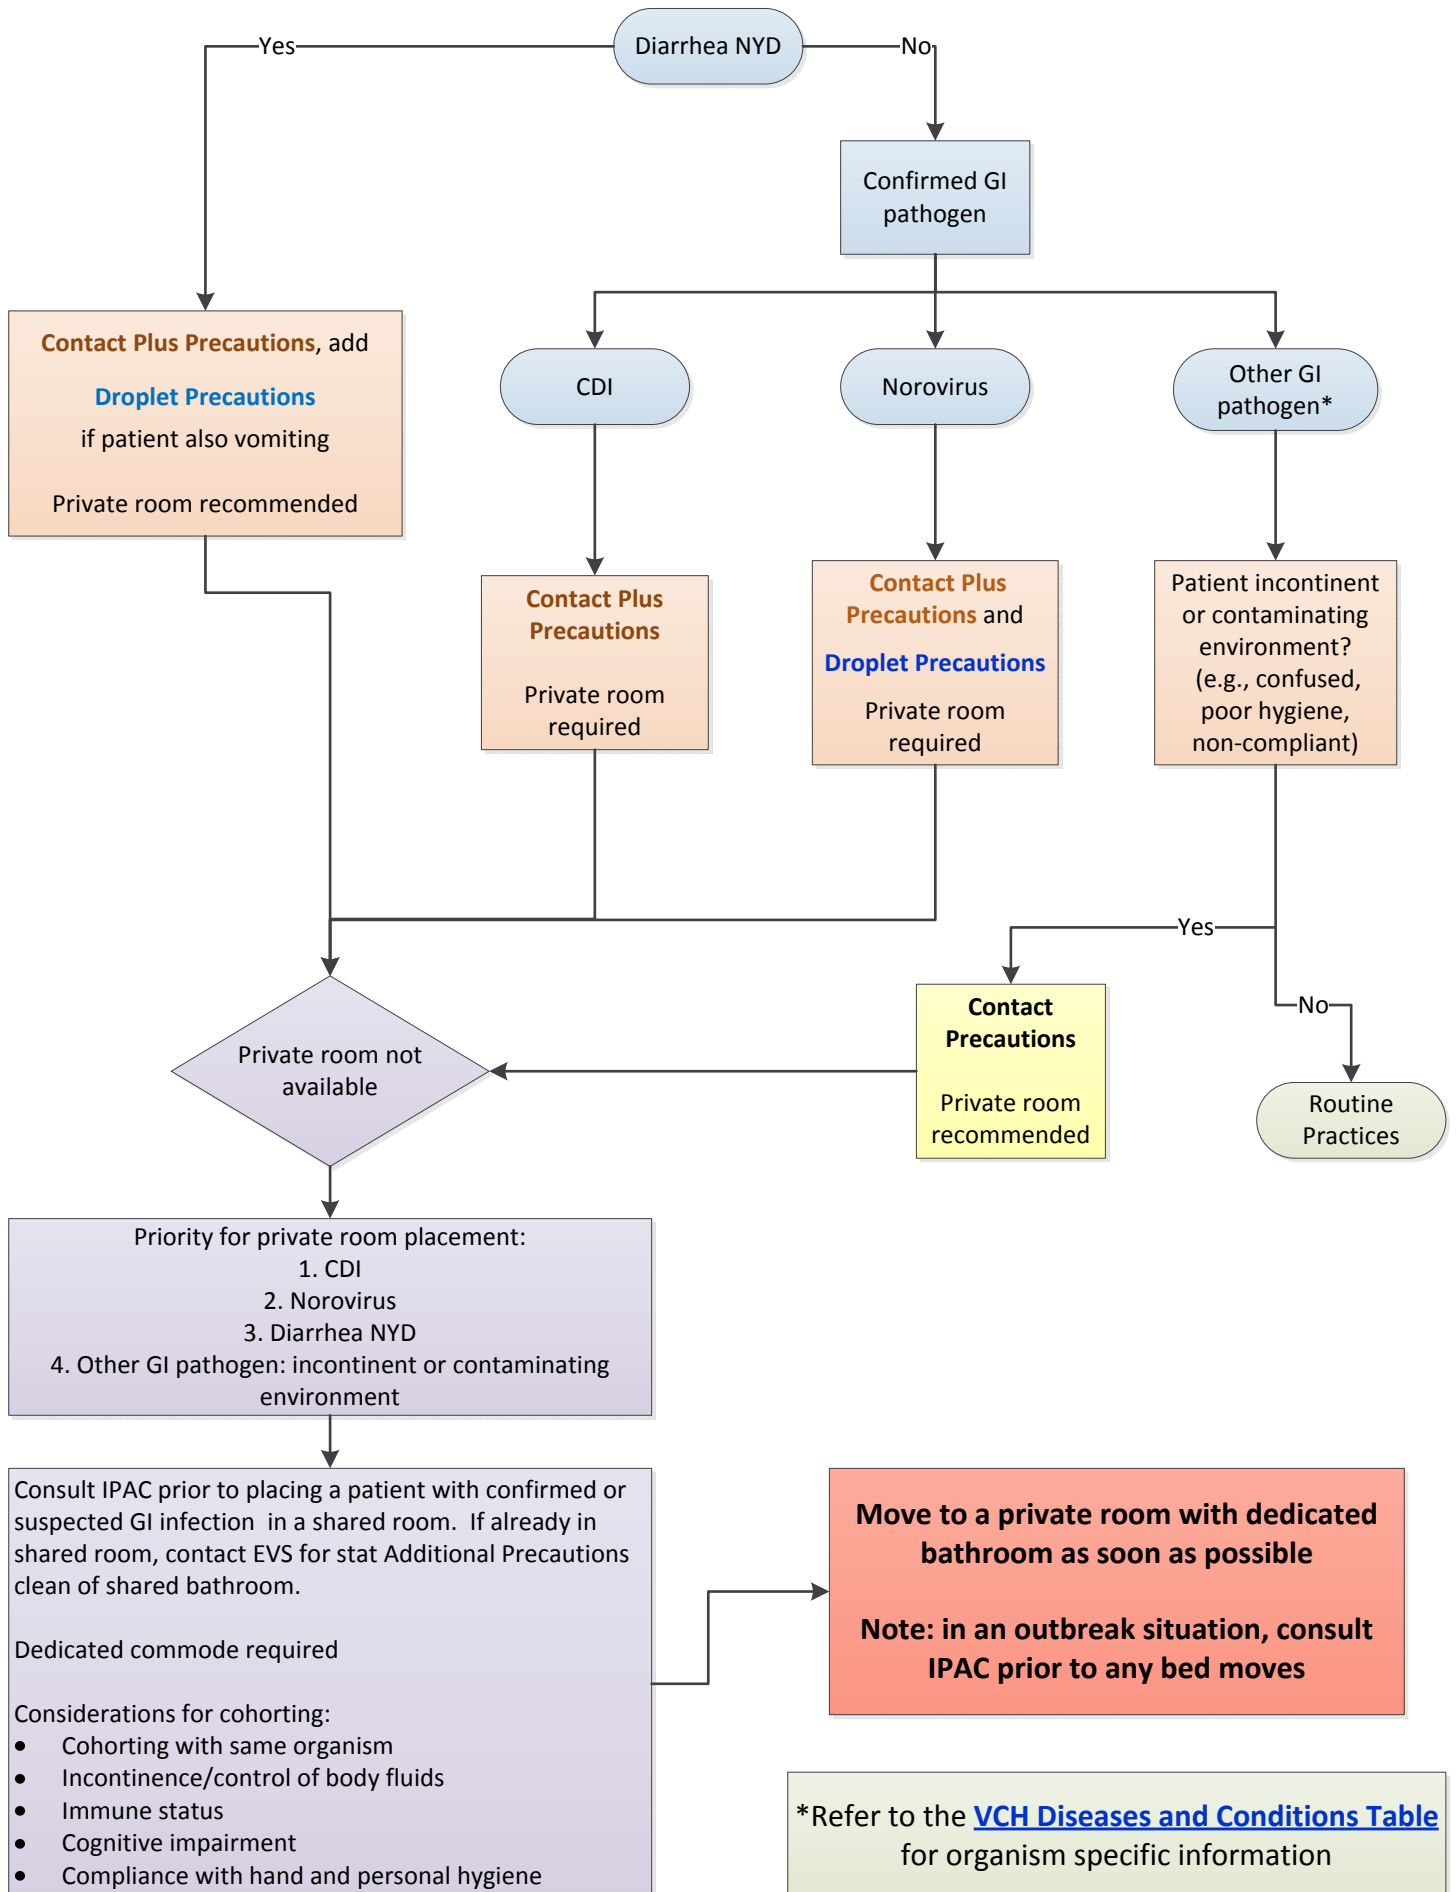 Diarrhea NYD
Yes
No
Confirmed GI
pathogen
Contact Plus Precautions, add
Droplet Precautions
if patient also vomiting
Private room recommended
CDI
Norovirus
Other GI
pathogen*
Contact Plus
Precautions
Private room
required
Contact Plus
Precautions and
Droplet Precautions
Private room
required
Patient incontinent
or contaminating
environment?
(e.g., confused,
poor hygiene,
non-compliant)
Yes
No
Contact
Precautions
Private room
recommended
Routine
Practices
Private room not
available
Priority for private room placement:
1. CDI
2. Norovirus
3. Diarrhea NYD
4. Other GI pathogen: incontinent or contaminating
environment
Consult IPAC prior to placing a patient with confirmed or
suspected GI infection in a shared room. If already in
shared room, contact EVS for stat Additional Precautions
clean of shared bathroom.
Dedicated commode required
Considerations for cohorting:
• Cohorting with same organism
• Incontinence/control of body fluids
• Immune status
• Cognitive impairment
• Compliance with hand and personal hygiene
Move to a private room with dedicated
bathroom as soon as possible
Note: in an outbreak situation, consult
IPAC prior to any bed moves
*Refer to the VCH Diseases and Conditions Table
for organism specific information